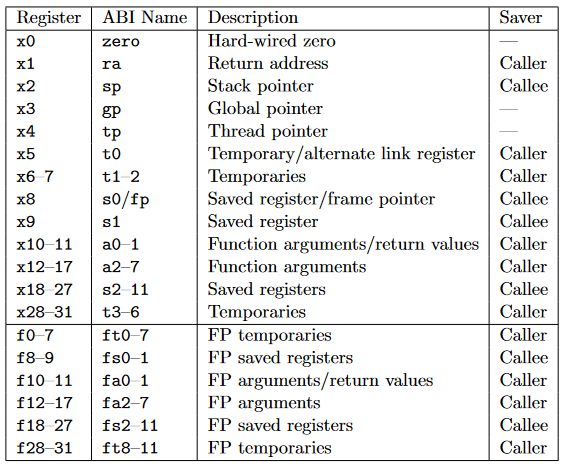 Register ABI Name Description Saver
x0 zero Hard-wired zero —
x1 ra Return address Caller
x2 sp Stack pointer Callee
x3 gp Global pointer —
x4 tp Thread pointer —
x5 t0 Temporary/alternate link register Caller
x6–7 t1–2 Temporaries Caller
x8 s0/fp Saved register/frame pointer Callee
x9 s1 Saved register Callee
x10–11 a0–1 Function arguments/return values Caller
x12–17 a2–7 Function arguments Caller
x18–27 s2–11 Saved registers Callee
x28–31 t3–6 Temporaries Caller
f0–7 ft0–7 FP temporaries Caller
f8–9 fs0–1 FP saved registers Callee
f10–11 fa0–1 FP arguments/return values Caller
f12–17 fa2–7 FP arguments Caller
f18–27 fs2–11 FP saved registers Callee
f28–31 ft8–11 FP temporaries Caller